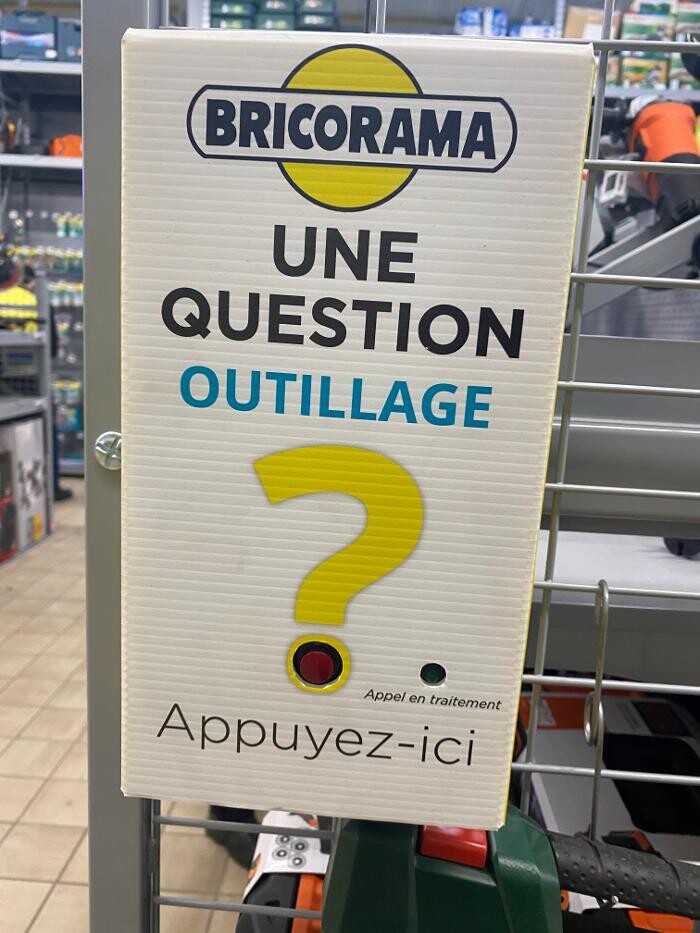 BRICORAMA
UNE
QUESTION
OUTILLAGE
?
Appel en traitement
Appuyez-ici